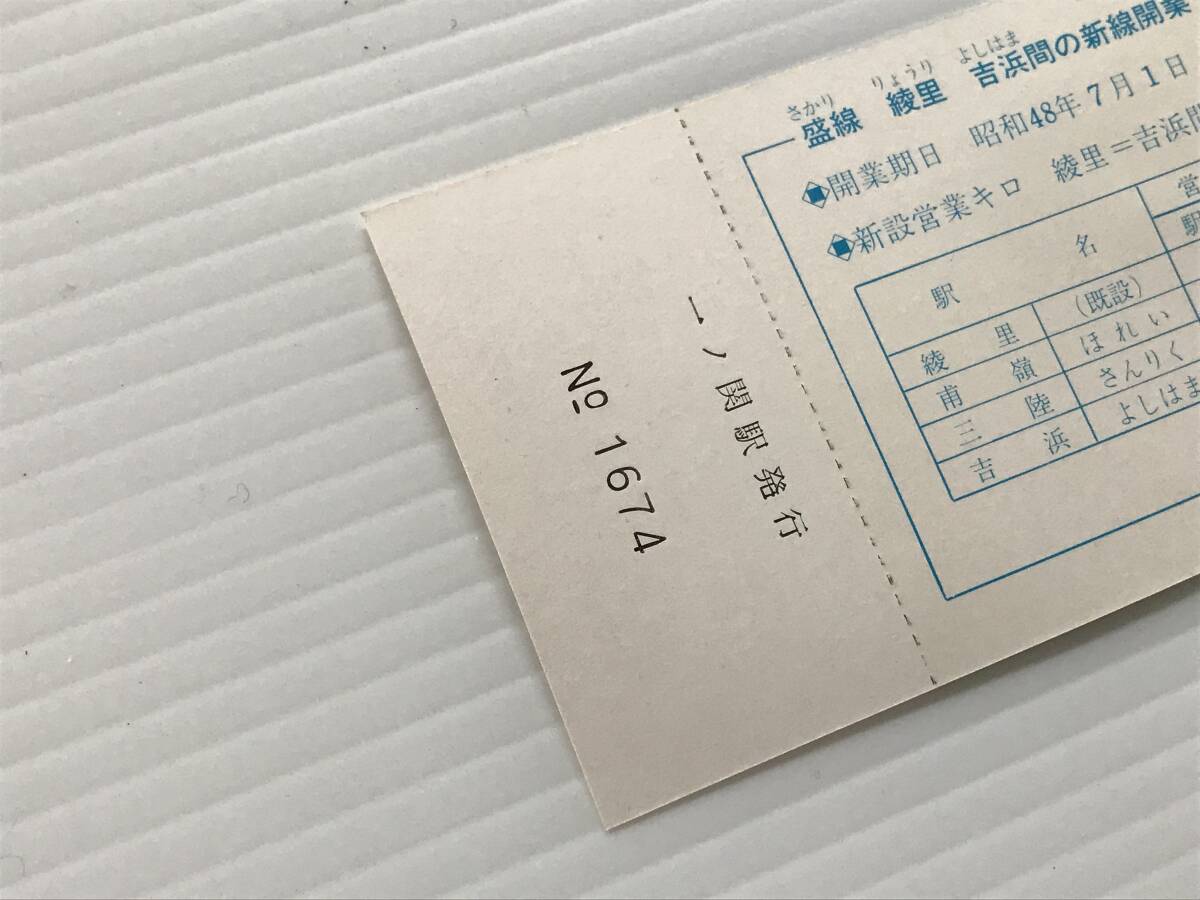 さかり りょうり よしはま
盛線 綾里 吉浜間の新線開業
開業期日 昭和48年7月1日
新設営業キロ 綾里=吉浜間
駅名 営
駅
綾里 (既設)
甫嶺 ほれい
三陸 さんりく
吉浜 よしはま
一ノ関駅発行
No 1674